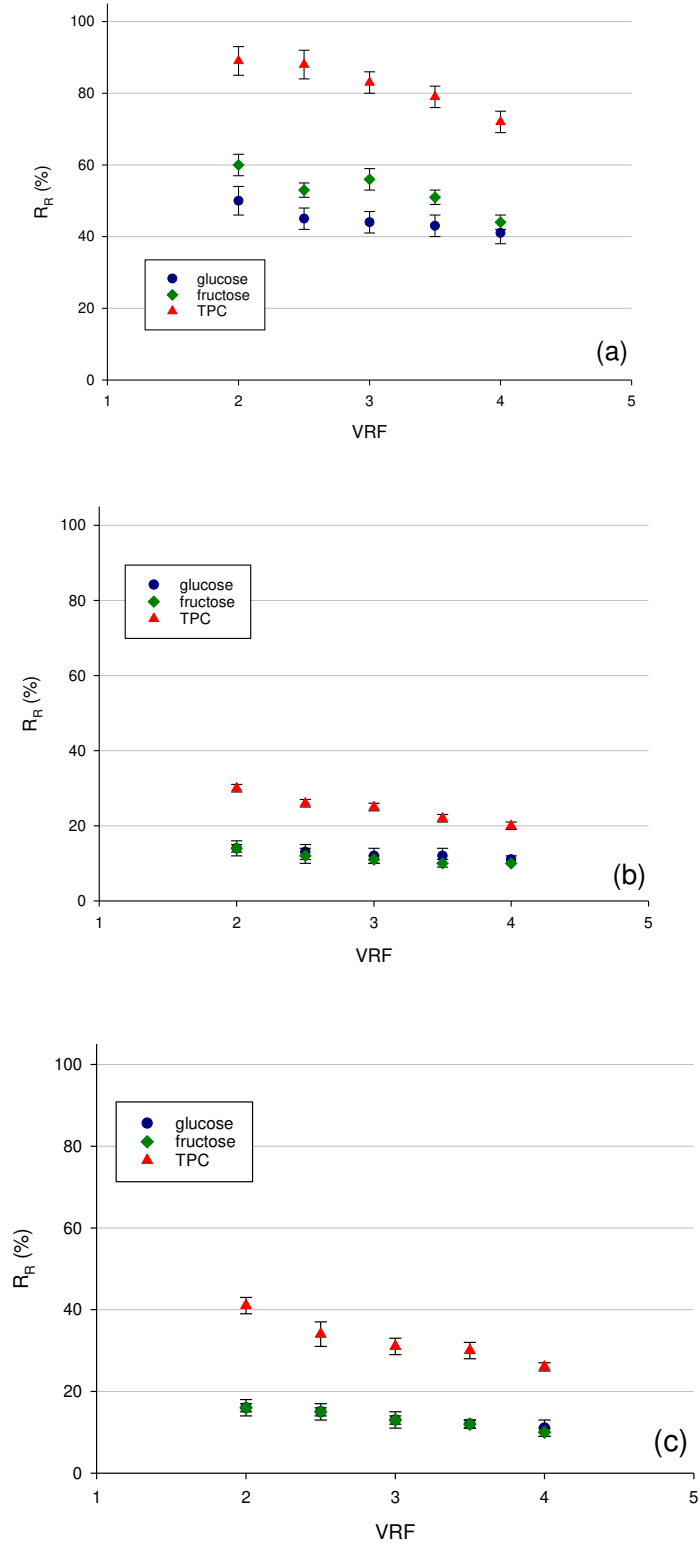 100
80
60
40
20
0
R_R (%)
glucose
fructose
TPC
(a)
1 2 3 4 5
VRF
100
80
60
40
20
0
R_R (%)
glucose
fructose
TPC
(b)
1 2 3 4 5
VRF
100
80
60
40
20
0
R_R (%)
glucose
fructose
TPC
(c)
1 2 3 4 5
VRF